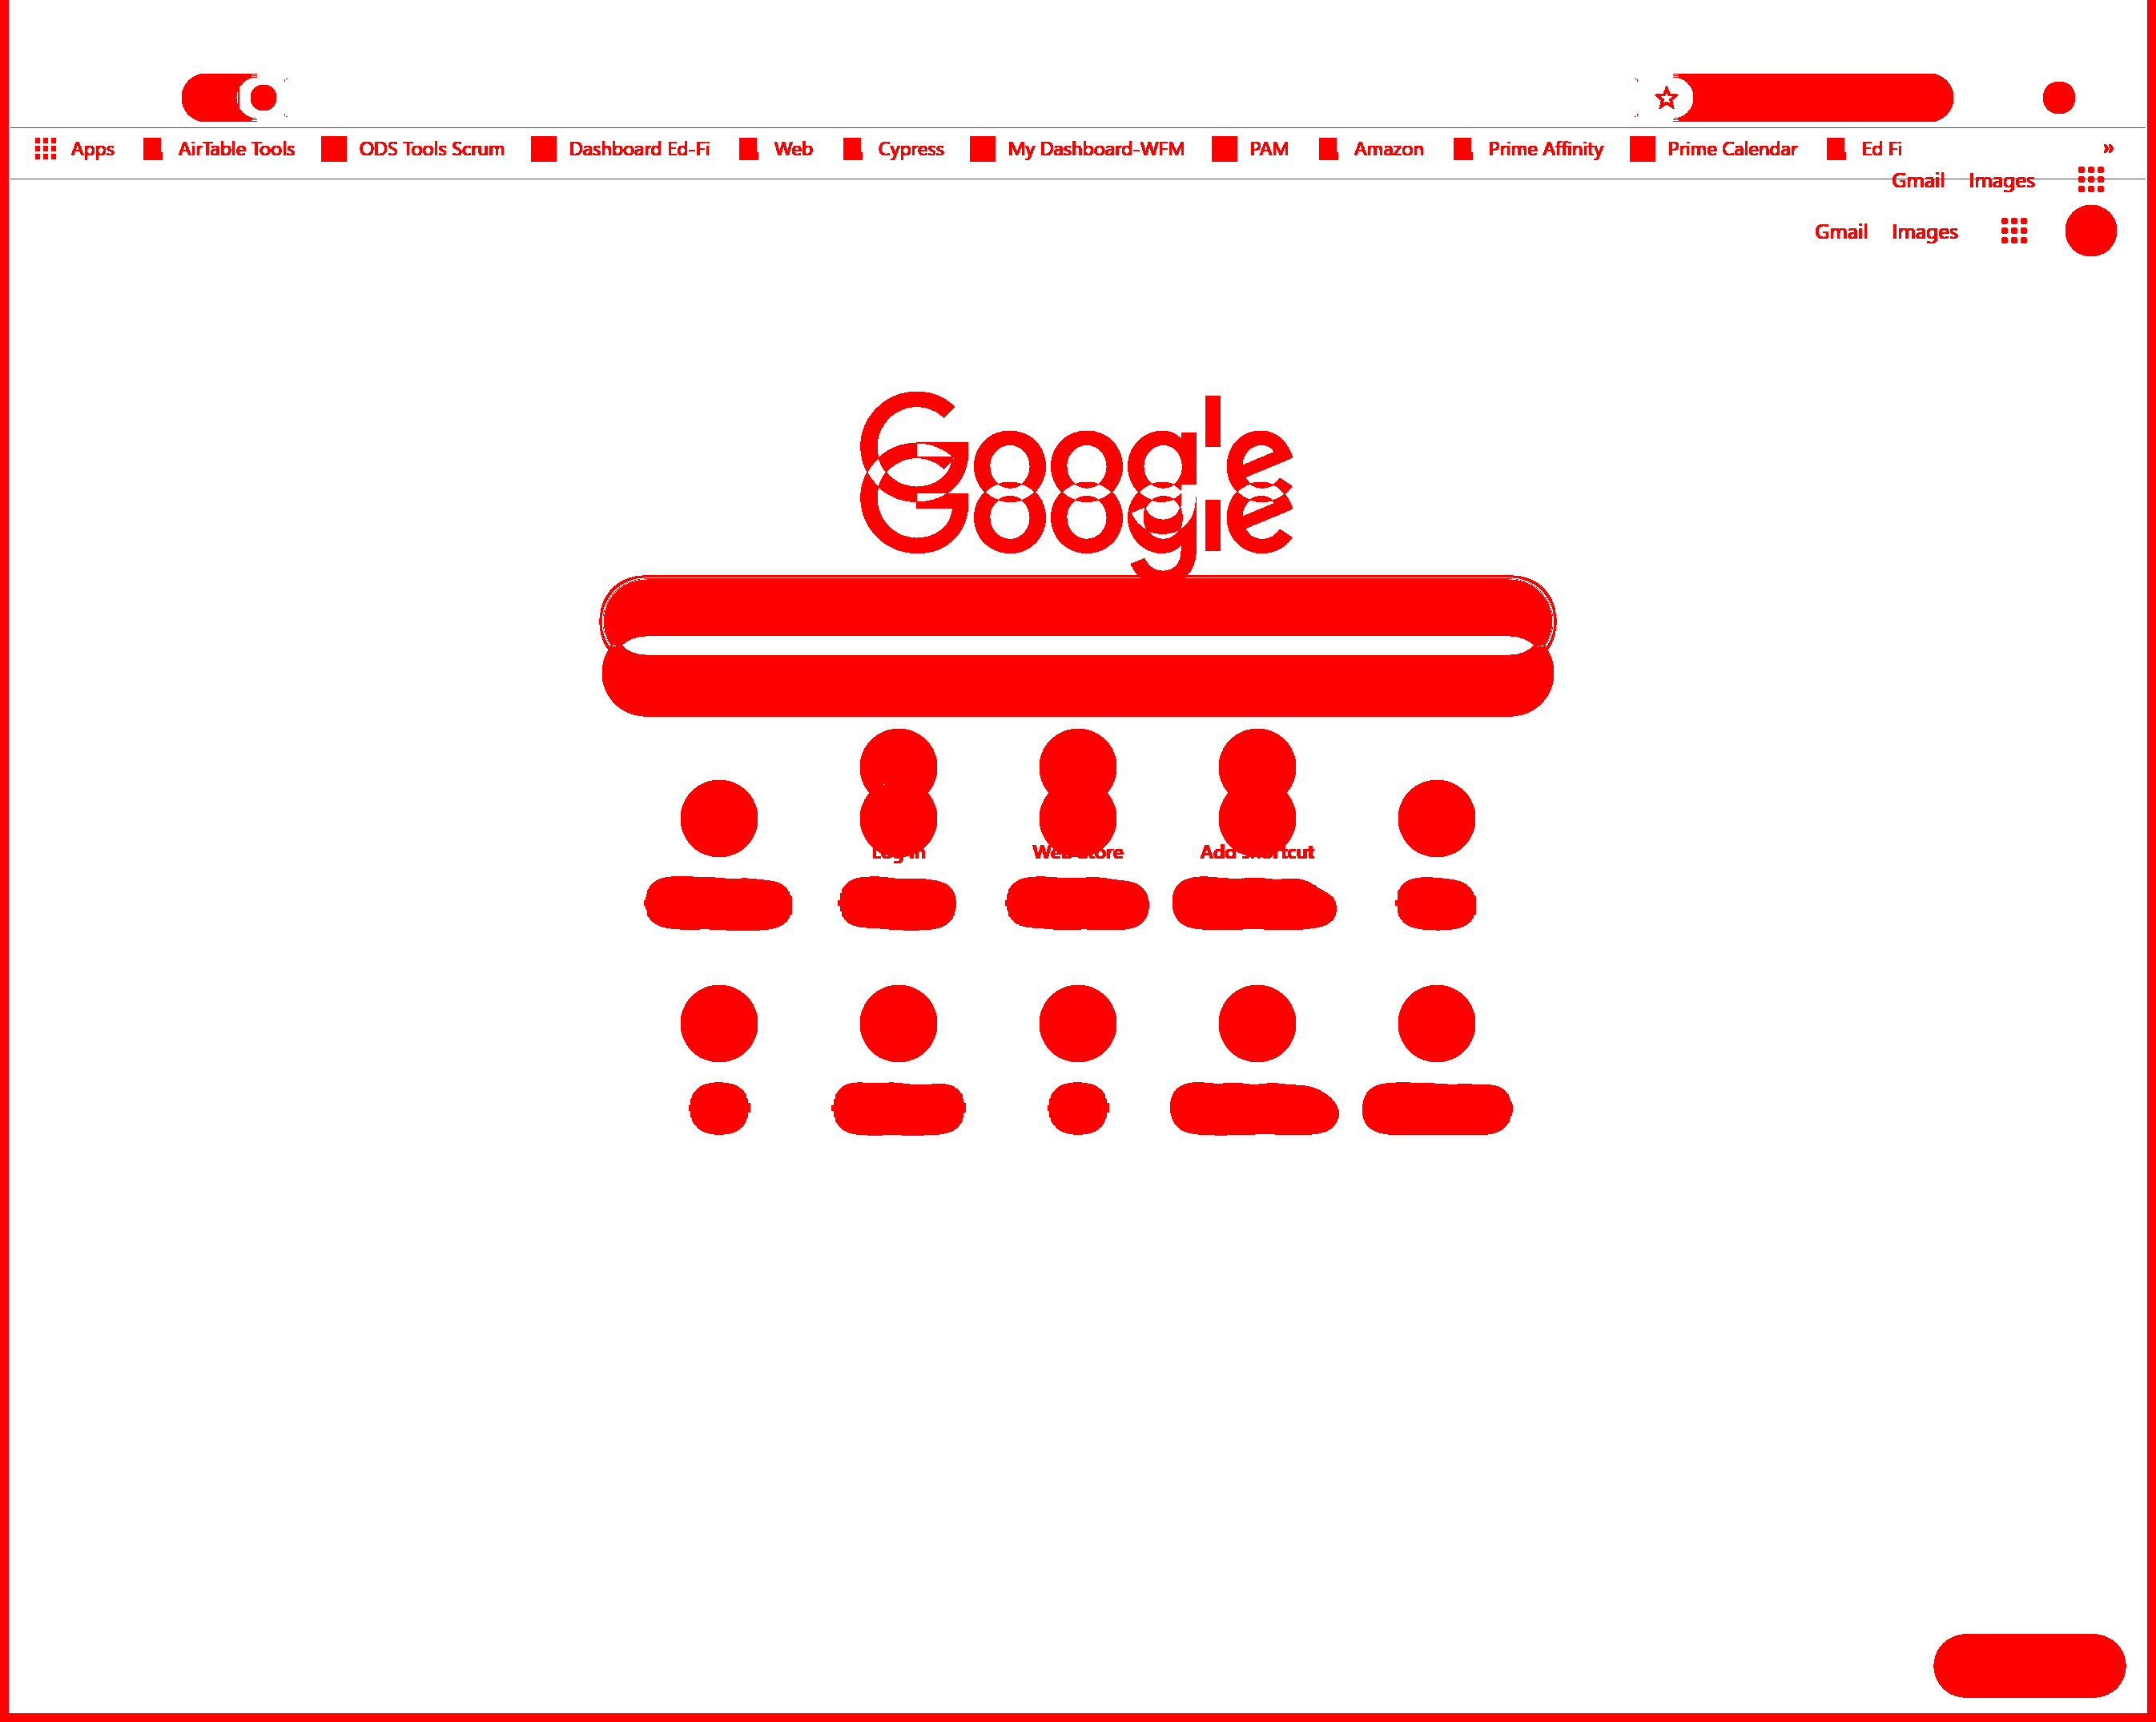 Apps AirTable Tools ODS Tools Scrum Dashboard Ed-Fi Web Cypress My Dashboard-WFM PAM Amazon Prime Affinity Prime Calendar Ed Fi »
Gmail Images
Gmail Images
Google
Google
Log in Web Store Add shortcut